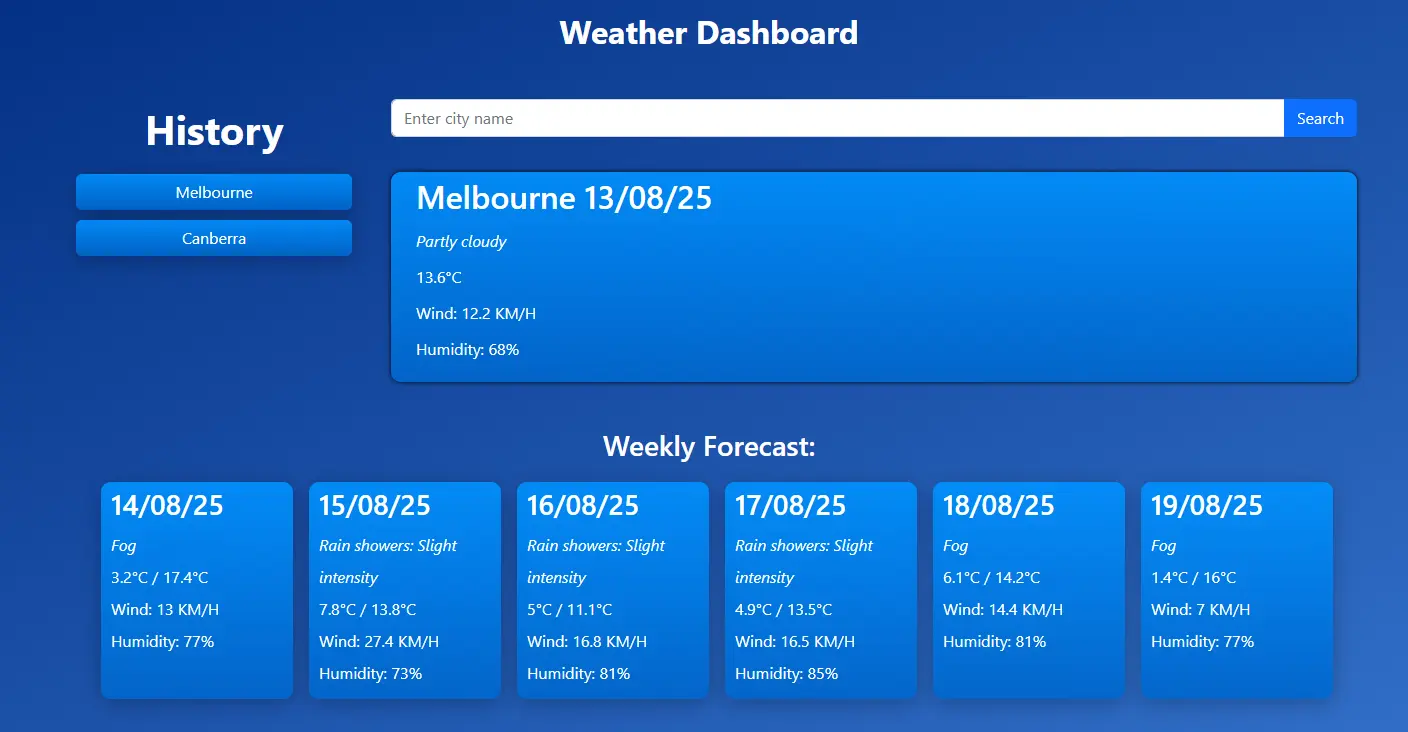 Weather Dashboard
History
Melbourne
Canberra
Enter city name
Search
Melbourne 13/08/25
Partly cloudy
13.6°C
Wind: 12.2 KM/H
Humidity: 68%
Weekly Forecast:
14/08/25
Fog
3.2°C / 17.4°C
Wind: 13 KM/H
Humidity: 77%
15/08/25
Rain showers: Slight
intensity
7.8°C / 13.8°C
Wind: 27.4 KM/H
Humidity: 73%
16/08/25
Rain showers: Slight
intensity
5°C / 11.1°C
Wind: 16.8 KM/H
Humidity: 81%
17/08/25
Rain showers: Slight
intensity
4.9°C / 13.5°C
Wind: 16.5 KM/H
Humidity: 85%
18/08/25
Fog
6.1°C / 14.2°C
Wind: 14.4 KM/H
Humidity: 81%
19/08/25
Fog
1.4°C / 16°C
Wind: 7 KM/H
Humidity: 77%